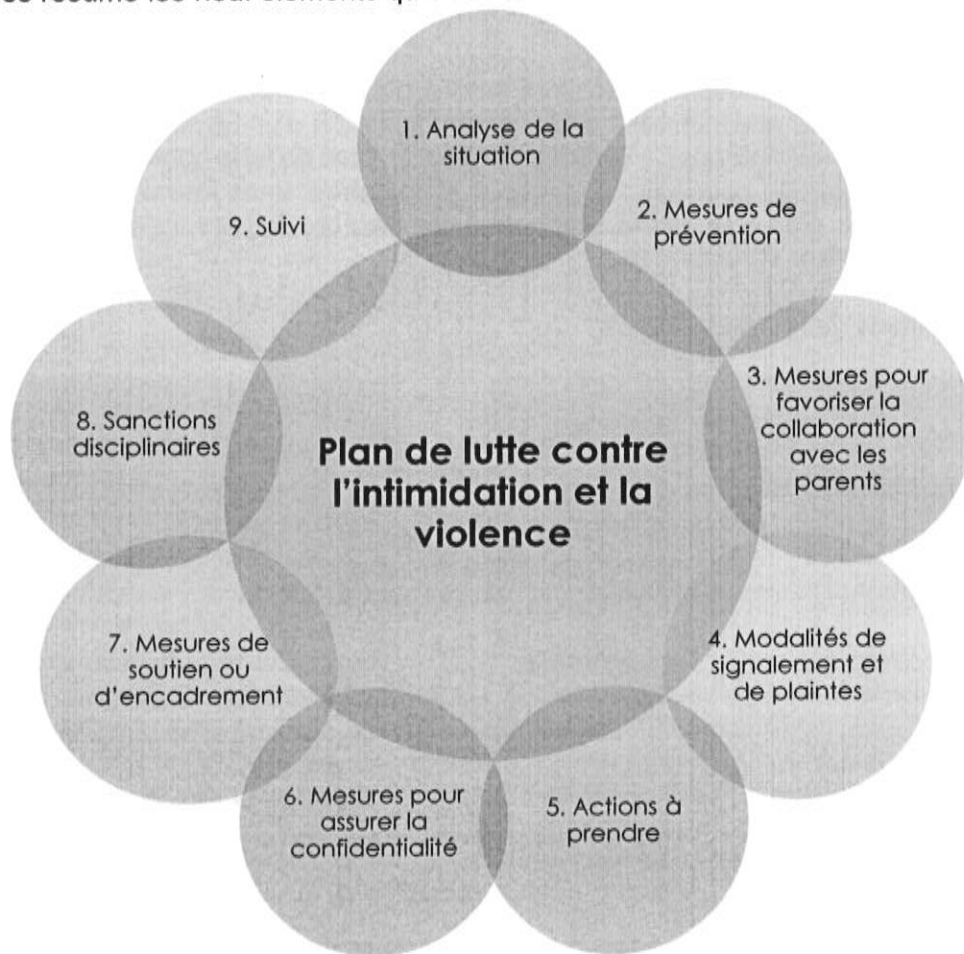 1. Analyse de la
situation
2. Mesures de
prévention
3. Mesures pour
favoriser la
collaboration
avec les
parents
4. Modalités de
signalement et
de plaintes
5. Actions à
prendre
6. Mesures pour
assurer la
confidentialité
7. Mesures de
soutien ou
d'encadrement
8. Sanctions
disciplinaires
9. Suivi
Plan de lutte contre
l'intimidation et la
violence